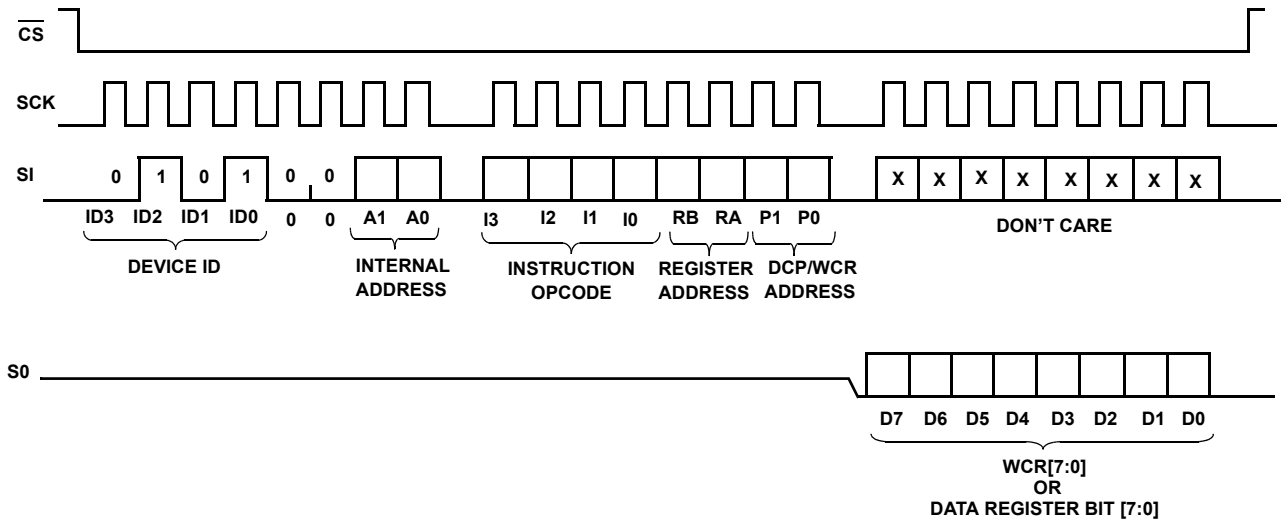 CS
SCK
SI
0 1 0 1 0 0 X X X X X X X X
ID3 ID2 ID1 ID0 0 0 A1 A0 I3 I2 I1 I0 RB RA P1 P0 DON'T CARE
DEVICE ID
INTERNAL
ADDRESS
INSTRUCTION
OPCODE
REGISTER
ADDRESS
DCP/WCR
ADDRESS
S0
D7 D6 D5 D4 D3 D2 D1 D0
WCR[7:0]
OR
DATA REGISTER BIT [7:0]